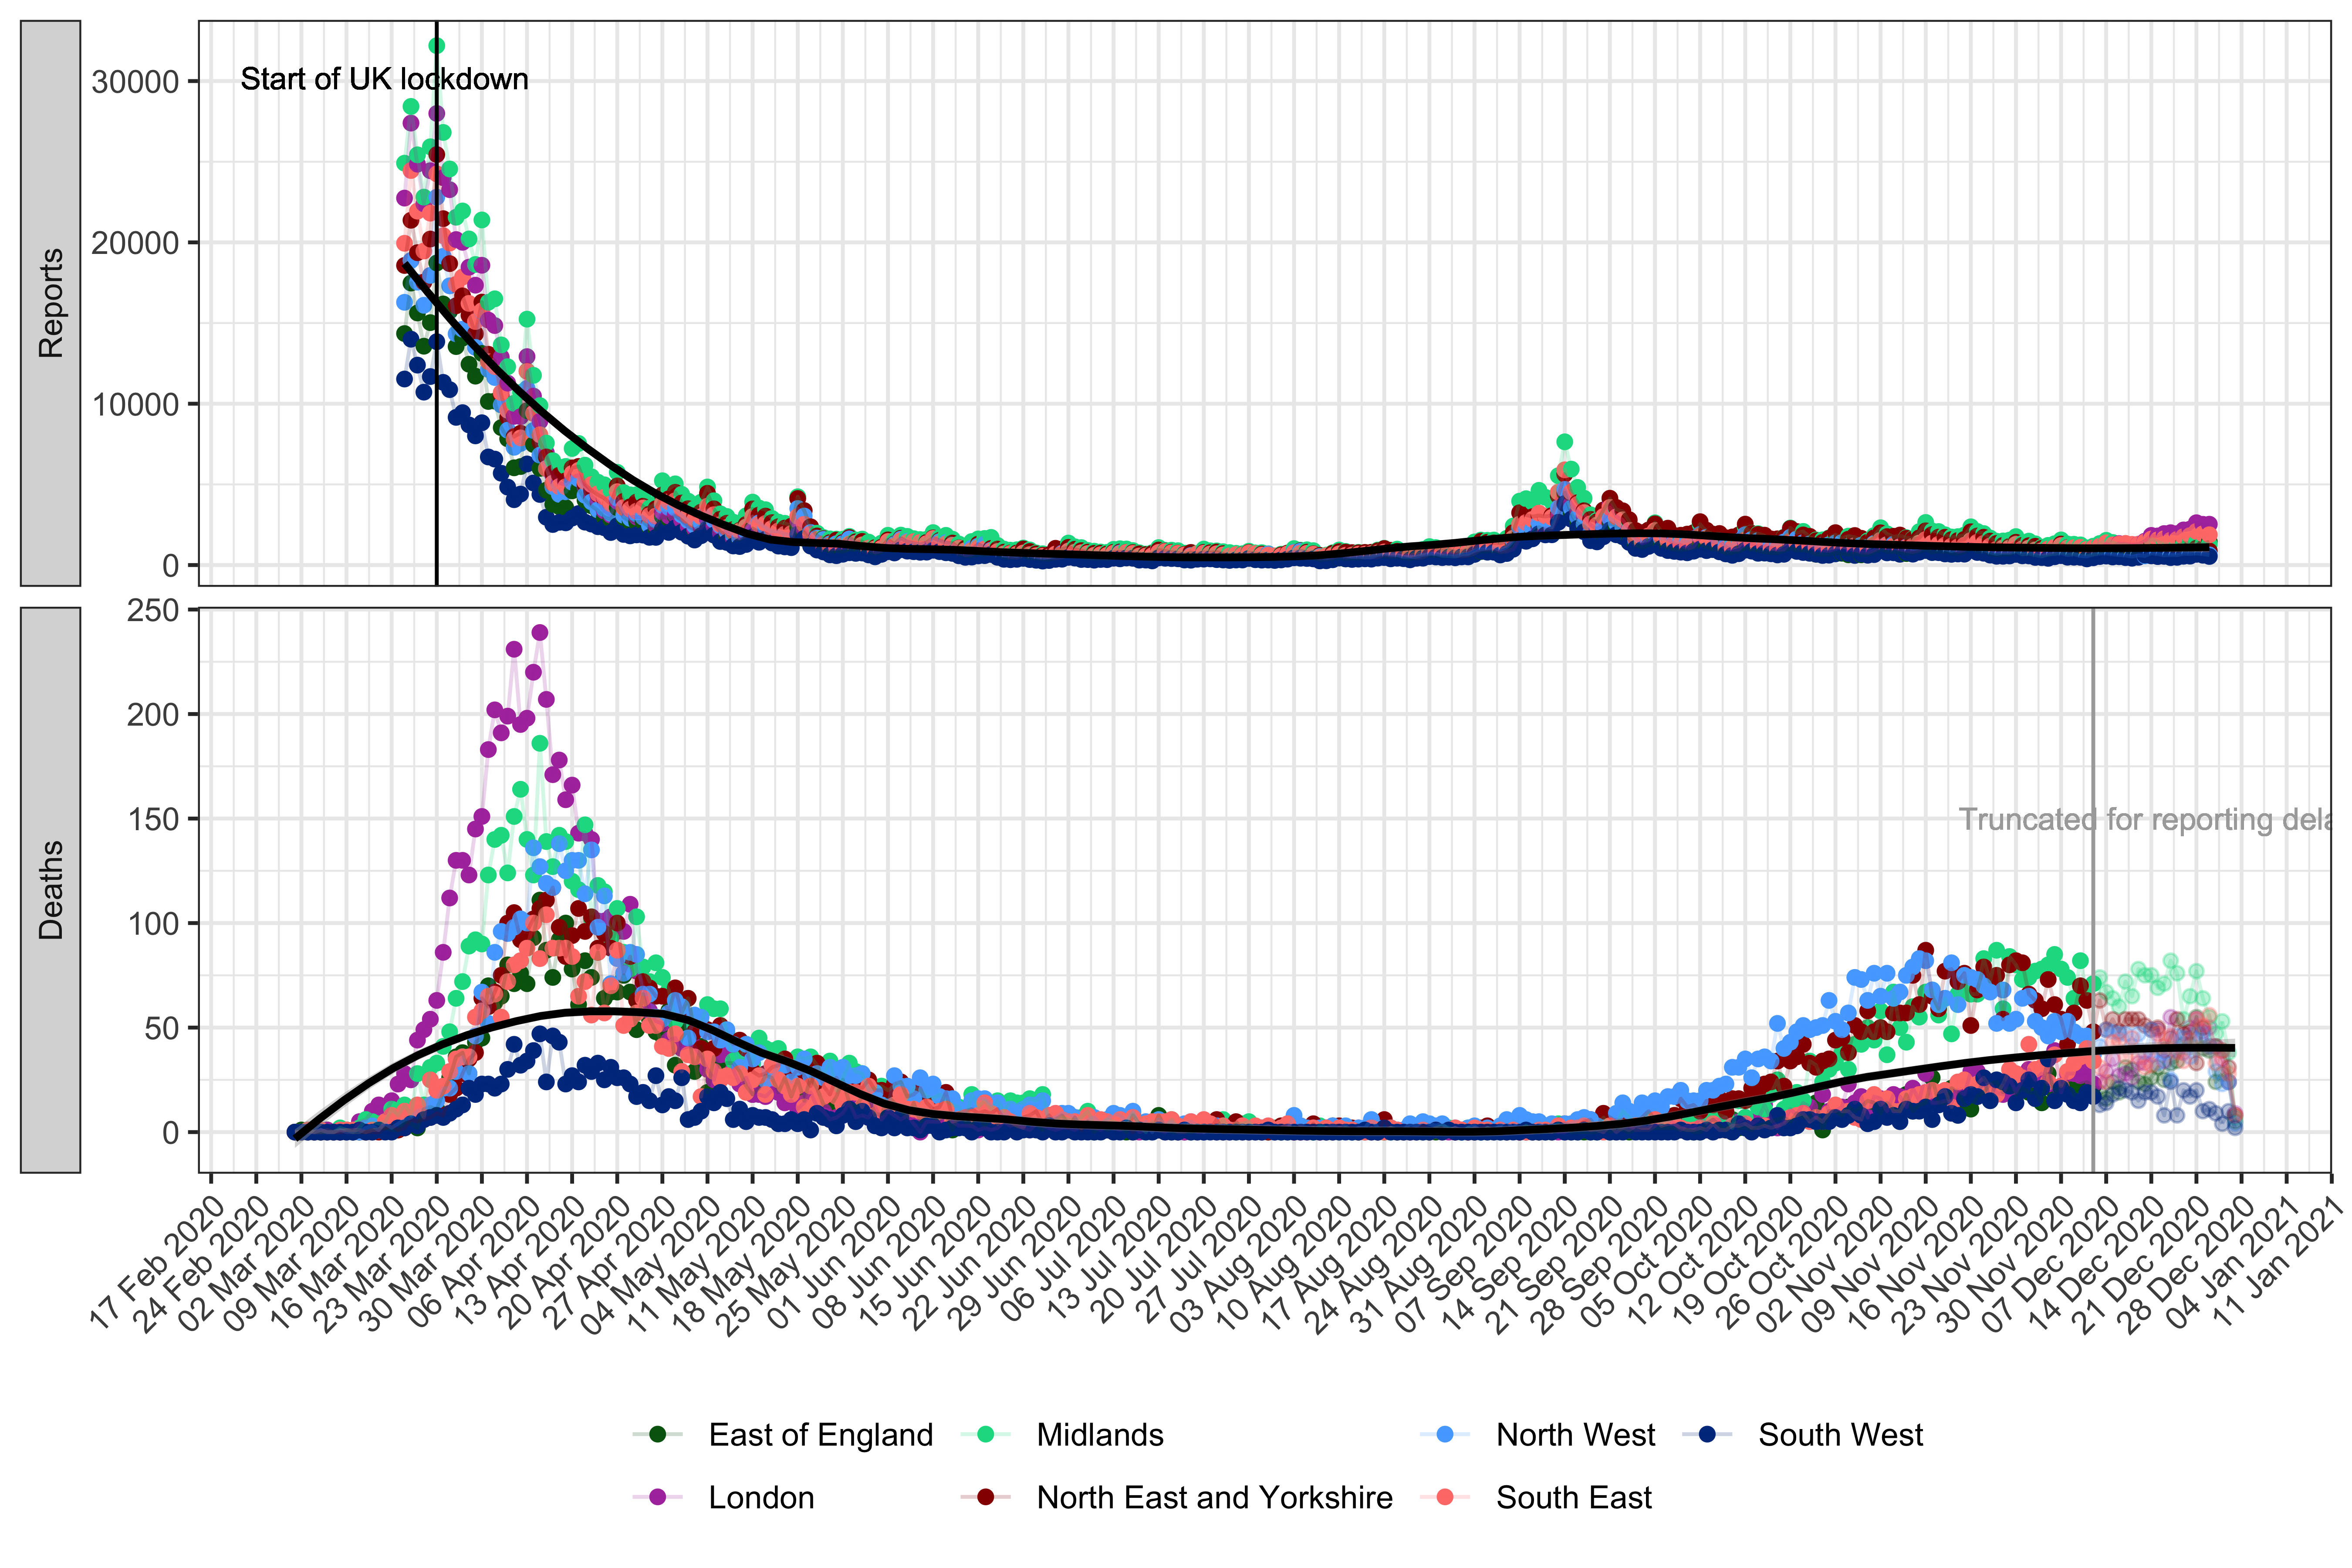 Reports
30000
20000
10000
0
Start of UK lockdown
Deaths
250
200
150
100
50
0
Truncated for reporting dela
17 Feb 2020
24 Feb 2020
02 Mar 2020
09 Mar 2020
16 Mar 2020
23 Mar 2020
30 Mar 2020
06 Apr 2020
13 Apr 2020
20 Apr 2020
27 Apr 2020
04 May 2020
11 May 2020
18 May 2020
25 May 2020
01 Jun 2020
08 Jun 2020
15 Jun 2020
22 Jun 2020
29 Jun 2020
06 Jul 2020
13 Jul 2020
20 Jul 2020
27 Jul 2020
03 Aug 2020
10 Aug 2020
17 Aug 2020
24 Aug 2020
31 Aug 2020
07 Sep 2020
14 Sep 2020
21 Sep 2020
28 Sep 2020
05 Oct 2020
12 Oct 2020
19 Oct 2020
26 Oct 2020
02 Nov 2020
09 Nov 2020
16 Nov 2020
23 Nov 2020
30 Nov 2020
07 Dec 2020
14 Dec 2020
21 Dec 2020
28 Dec 2020
04 Jan 2021
11 Jan 2021
East of England
Midlands
North West
South West
London
North East and Yorkshire
South East